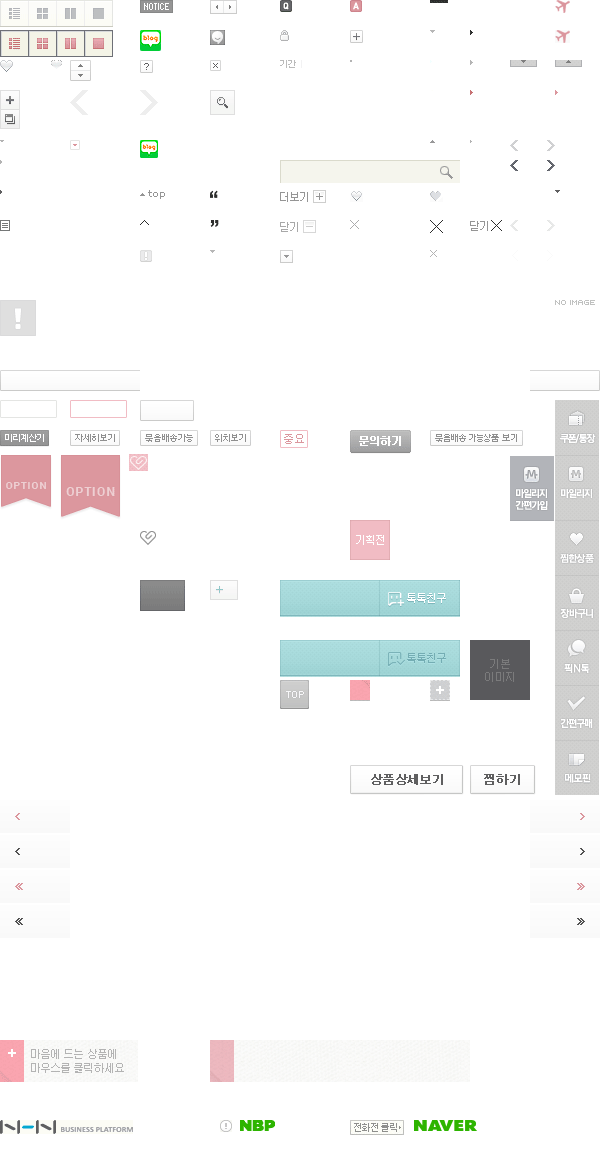 NOTICE
Q
A
blog
?
기간
blog
top
더보기
닫기
닫기
NO IMAGE
쿠폰/통장
미리계산기
자세히보기
묶음배송가능
위치보기
중요
문의하기
묶음배송 가능상품 보기
OPTION
OPTION
마일리지
간편가입
마일리지
기획전
찜한상품
톡톡친구
장바구니
톡톡친구
기본
이미지
픽N톡
TOP
간편구매
메모핀
상품상세보기
찜하기
마음에 드는 상품에
마우스를 클릭하세요
NHN BUSINESS PLATFORM
NBP
전화전 클릭
NAVER